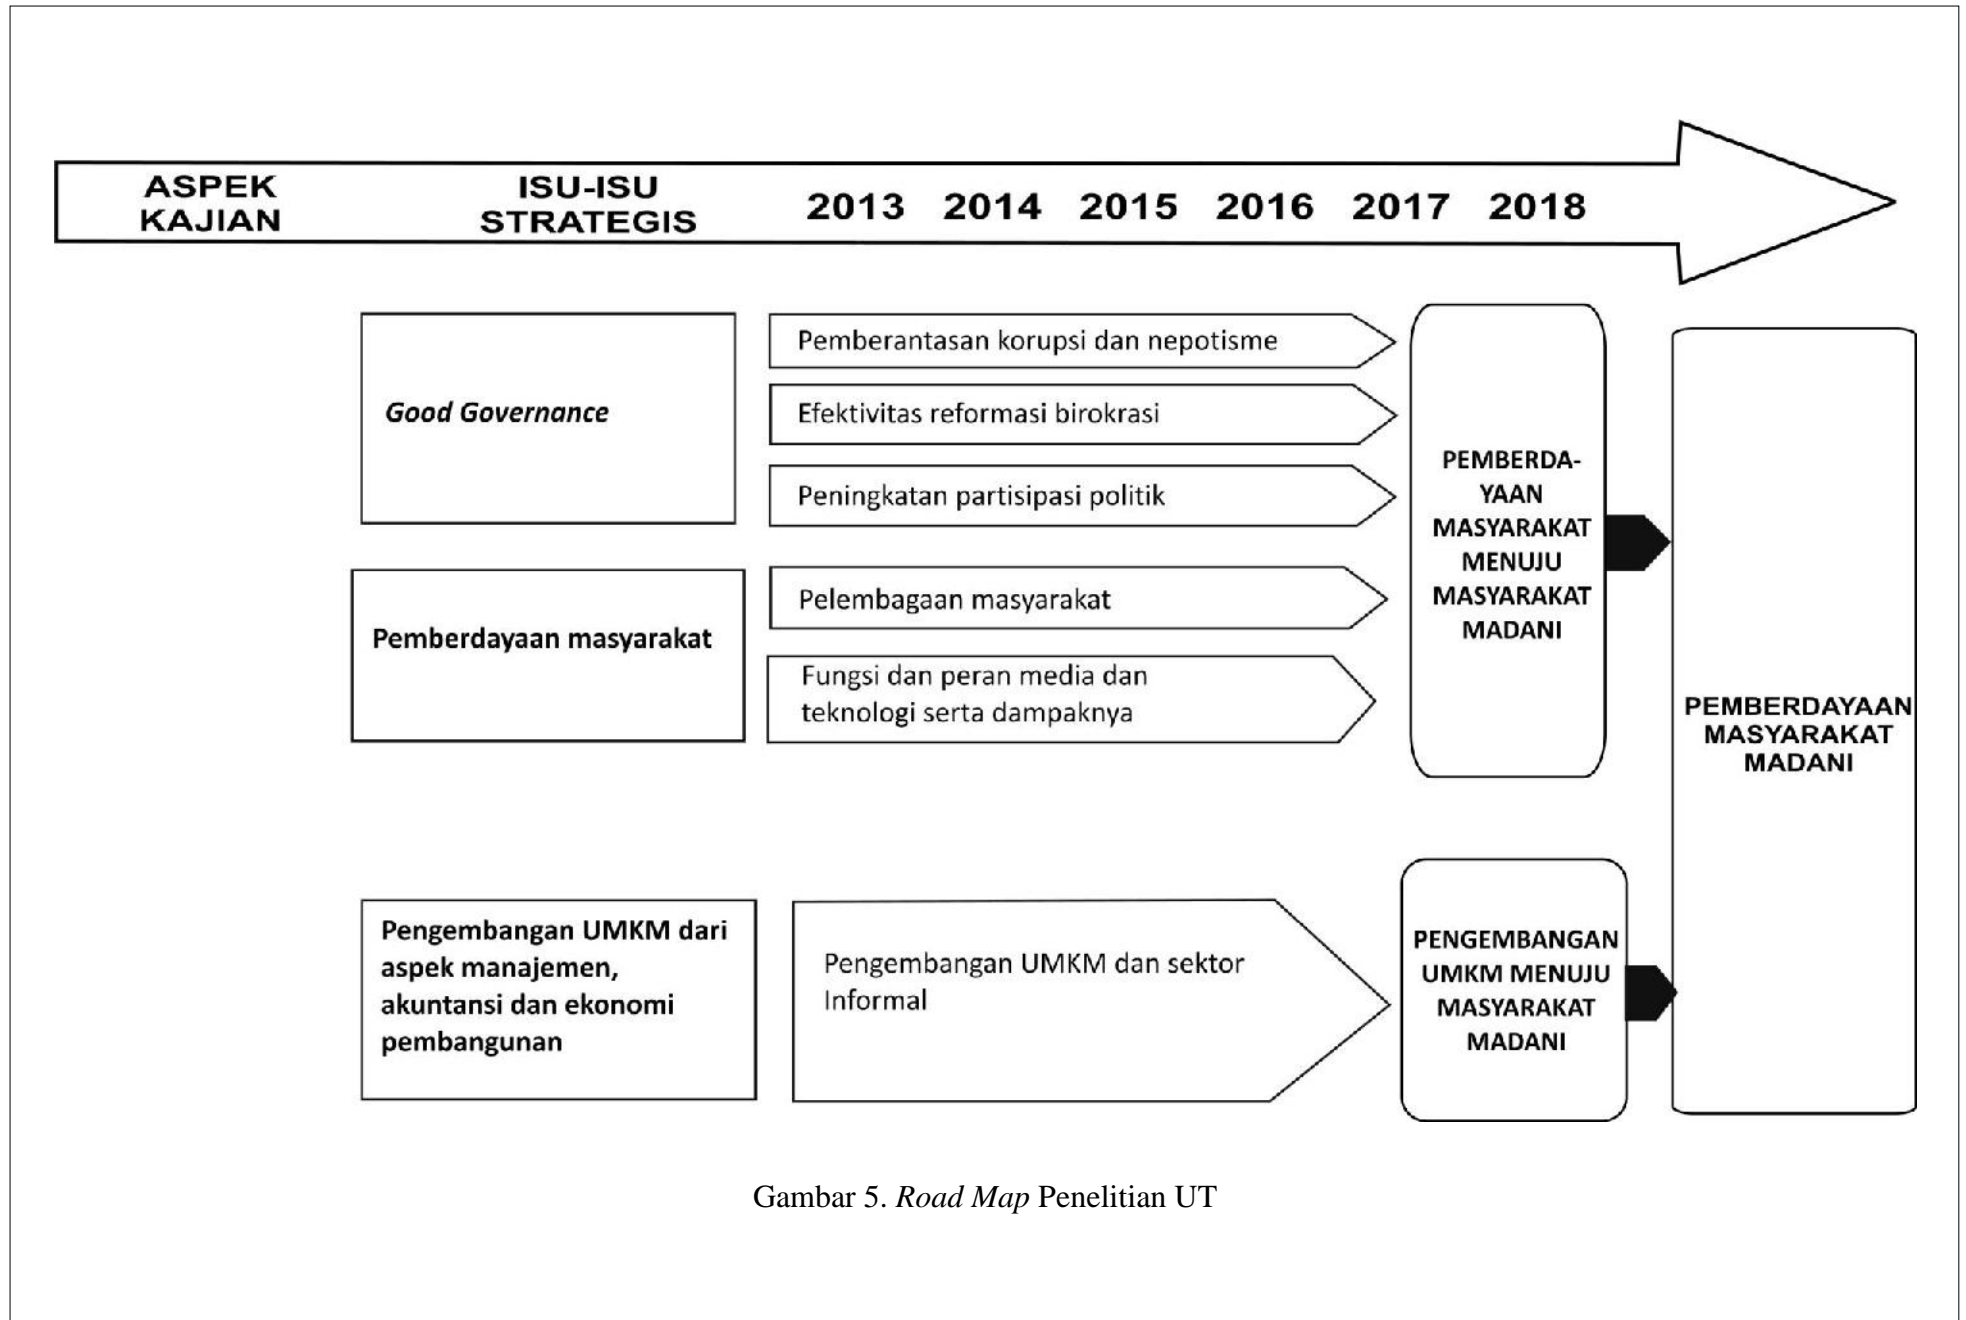 ASPEK
KAJIAN
ISU-ISU
STRATEGIS
2013 2014 2015 2016 2017 2018
Good Governance
Pemberantasan korupsi dan nepotisme
Efektivitas reformasi birokrasi
Peningkatan partisipasi politik
Pemberdayaan masyarakat
Pelembagaan masyarakat
Fungsi dan peran media dan
teknologi serta dampaknya
PEMBERDA-
YAAN
MASYARAKAT
MENUJU
MASYARAKAT
MADANI
Pengembangan UMKM dari
aspek manajemen,
akuntansi dan ekonomi
pembangunan
Pengembangan UMKM dan sektor
Informal
PENGEMBANGAN
UMKM MENUJU
MASYARAKAT
MADANI
PEMBERDAYAAN
MASYARAKAT
MADANI
Gambar 5. Road Map Penelitian UT